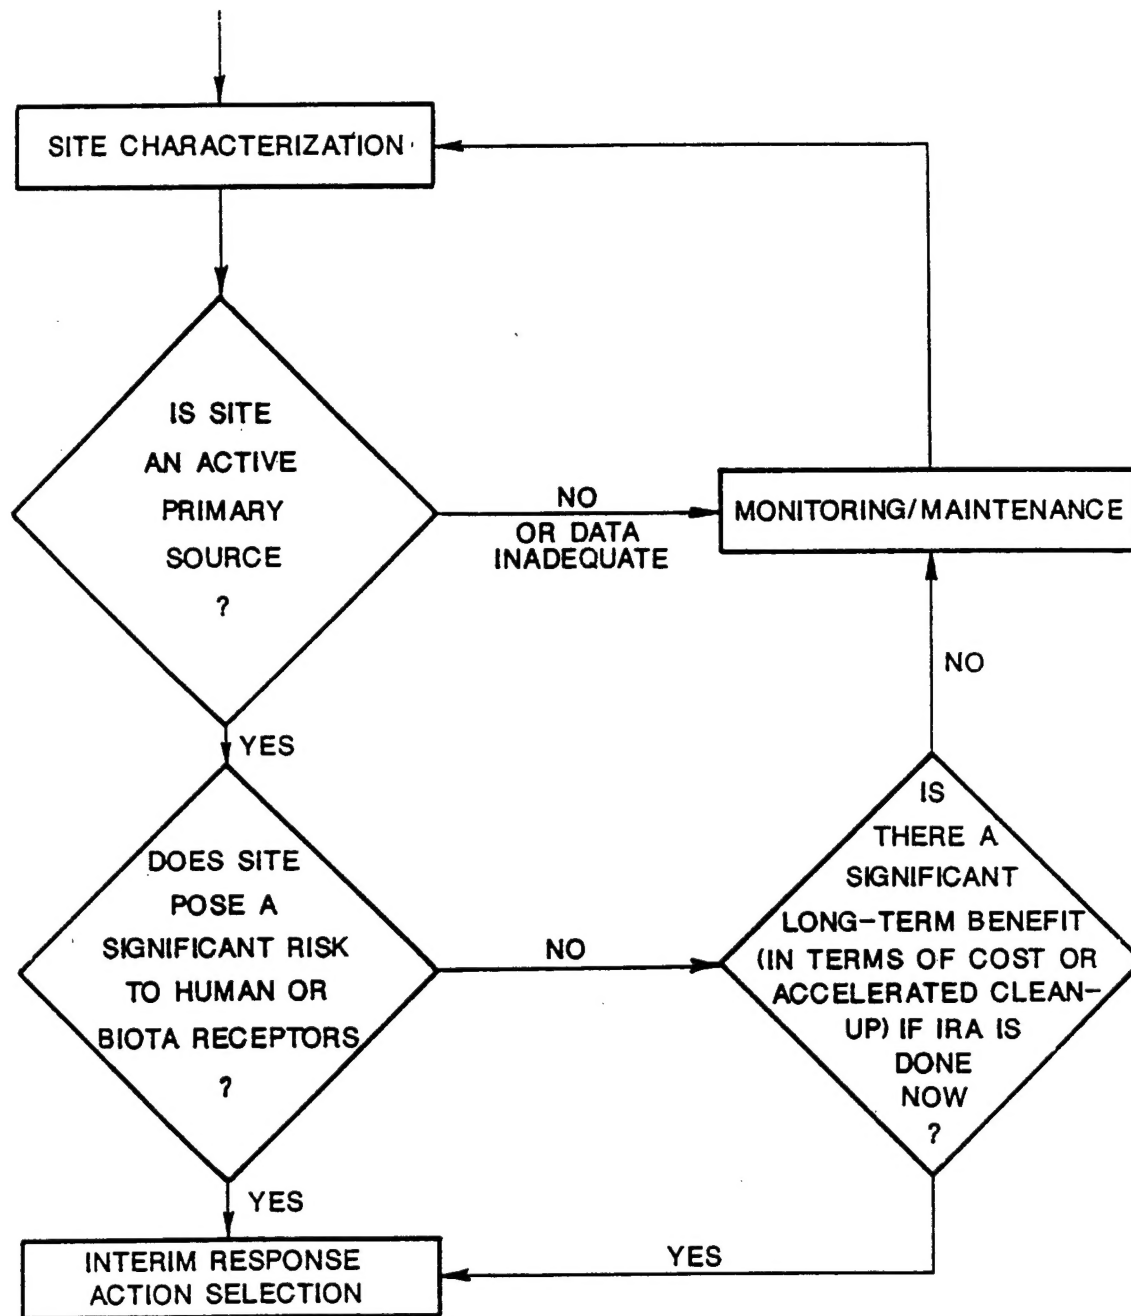 SITE CHARACTERIZATION
IS SITE
AN ACTIVE
PRIMARY
SOURCE
?
NO
OR DATA
INADEQUATE
MONITORING/MAINTENANCE
YES
NO
DOES SITE
POSE A
SIGNIFICANT RISK
TO HUMAN OR
BIOTA RECEPTORS
?
NO
IS
THERE A
SIGNIFICANT
LONG-TERM BENEFIT
(IN TERMS OF COST OR
ACCELERATED CLEAN-
UP) IF IRA IS
DONE
NOW
?
YES
YES
INTERIM RESPONSE
ACTION SELECTION